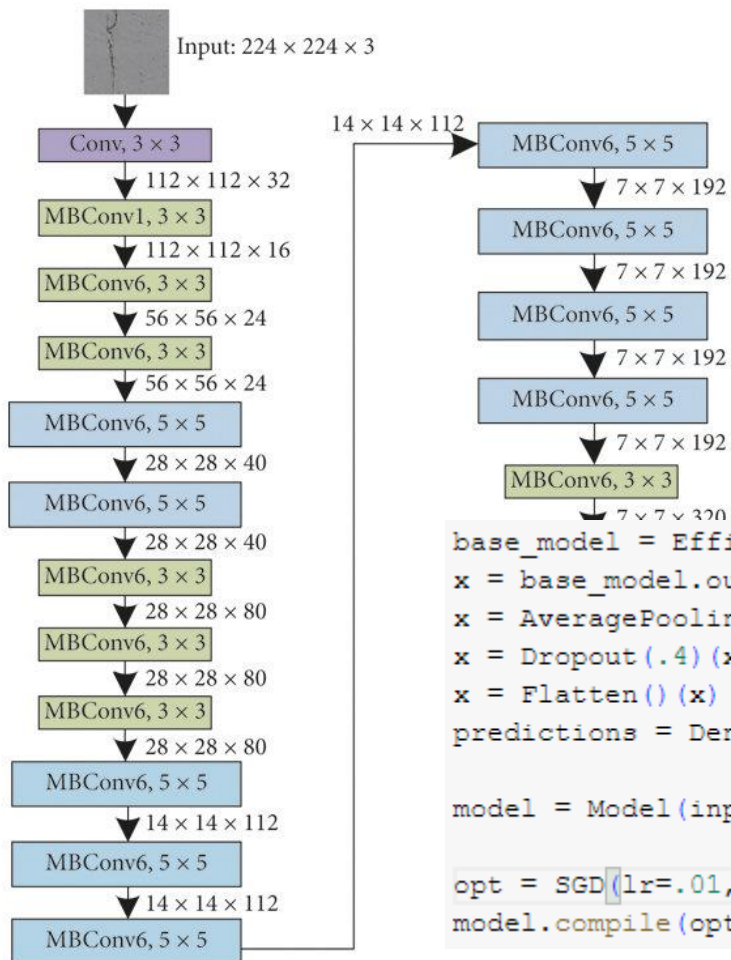 Input: 224 × 224 × 3
Conv, 3 × 3
112 × 112 × 32
MBConv1, 3 × 3
112 × 112 × 16
MBConv6, 3 × 3
56 × 56 × 24
MBConv6, 3 × 3
56 × 56 × 24
MBConv6, 5 × 5
28 × 28 × 40
MBConv6, 5 × 5
28 × 28 × 40
MBConv6, 3 × 3
28 × 28 × 80
MBConv6, 3 × 3
28 × 28 × 80
MBConv6, 3 × 3
28 × 28 × 80
MBConv6, 5 × 5
14 × 14 × 112
MBConv6, 5 × 5
14 × 14 × 112
MBConv6, 5 × 5
14 × 14 × 112
MBConv6, 5 × 5
7 × 7 × 192
MBConv6, 5 × 5
7 × 7 × 192
MBConv6, 5 × 5
7 × 7 × 192
MBConv6, 5 × 5
7 × 7 × 192
MBConv6, 3 × 3
7 × 7 × 320
base_model = Effi
x = base_model.ou
x = AveragePoolin
x = Dropout(.4)(x
x = Flatten()(x)
predictions = Den
model = Model(inp
opt = SGD(lr=.01,
model.compile(opt